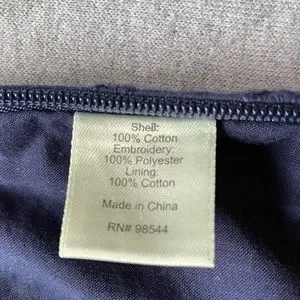 Shell:
100% Cotton
Embroidery:
100% Polyester
Lining:
100% Cotton
Made in China
RN# 98544